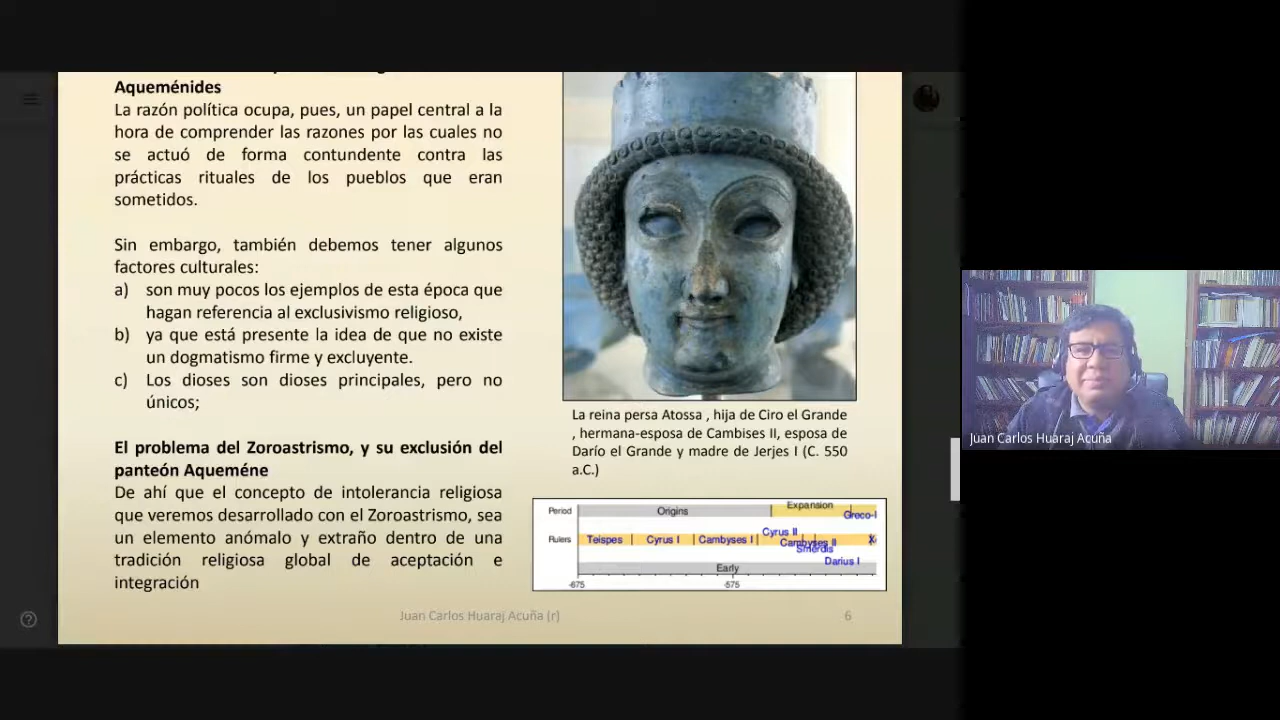 Aqueménides
La razón política ocupa, pues, un papel central a la
hora de comprender las razones por las cuales no
se actuó de forma contundente contra las
prácticas rituales de los pueblos que eran
sometidos.
Sin embargo, también debemos tener algunos
factores culturales:
a) son muy pocos los ejemplos de esta época que
hagan referencia al exclusivismo religioso,
b) ya que está presente la idea de que no existe
un dogmatismo firme y excluyente.
c) Los dioses son dioses principales, pero no
únicos;
El problema del Zoroastrismo, y su exclusión del
panteón Aqueméne
De ahí que el concepto de intolerancia religiosa
que veremos desarrollado con el Zoroastrismo, sea
un elemento anómalo y extraño dentro de una
tradición religiosa global de aceptación e
integración
La reina persa Atossa , hija de Ciro el Grande
, hermana-esposa de Cambises II, esposa de
Darío el Grande y madre de Jerjes I (C. 550
a.C.)
Period Origins Expansion
Greco-I
Rulers Teispes Cyrus I Cambyses I Cyrus II
Cambyses II X
Smerdis
Darius I
Early
-675 -575
Juan Carlos Huaraj Acuña (r) 6
Juan Carlos Huaraj Acuña